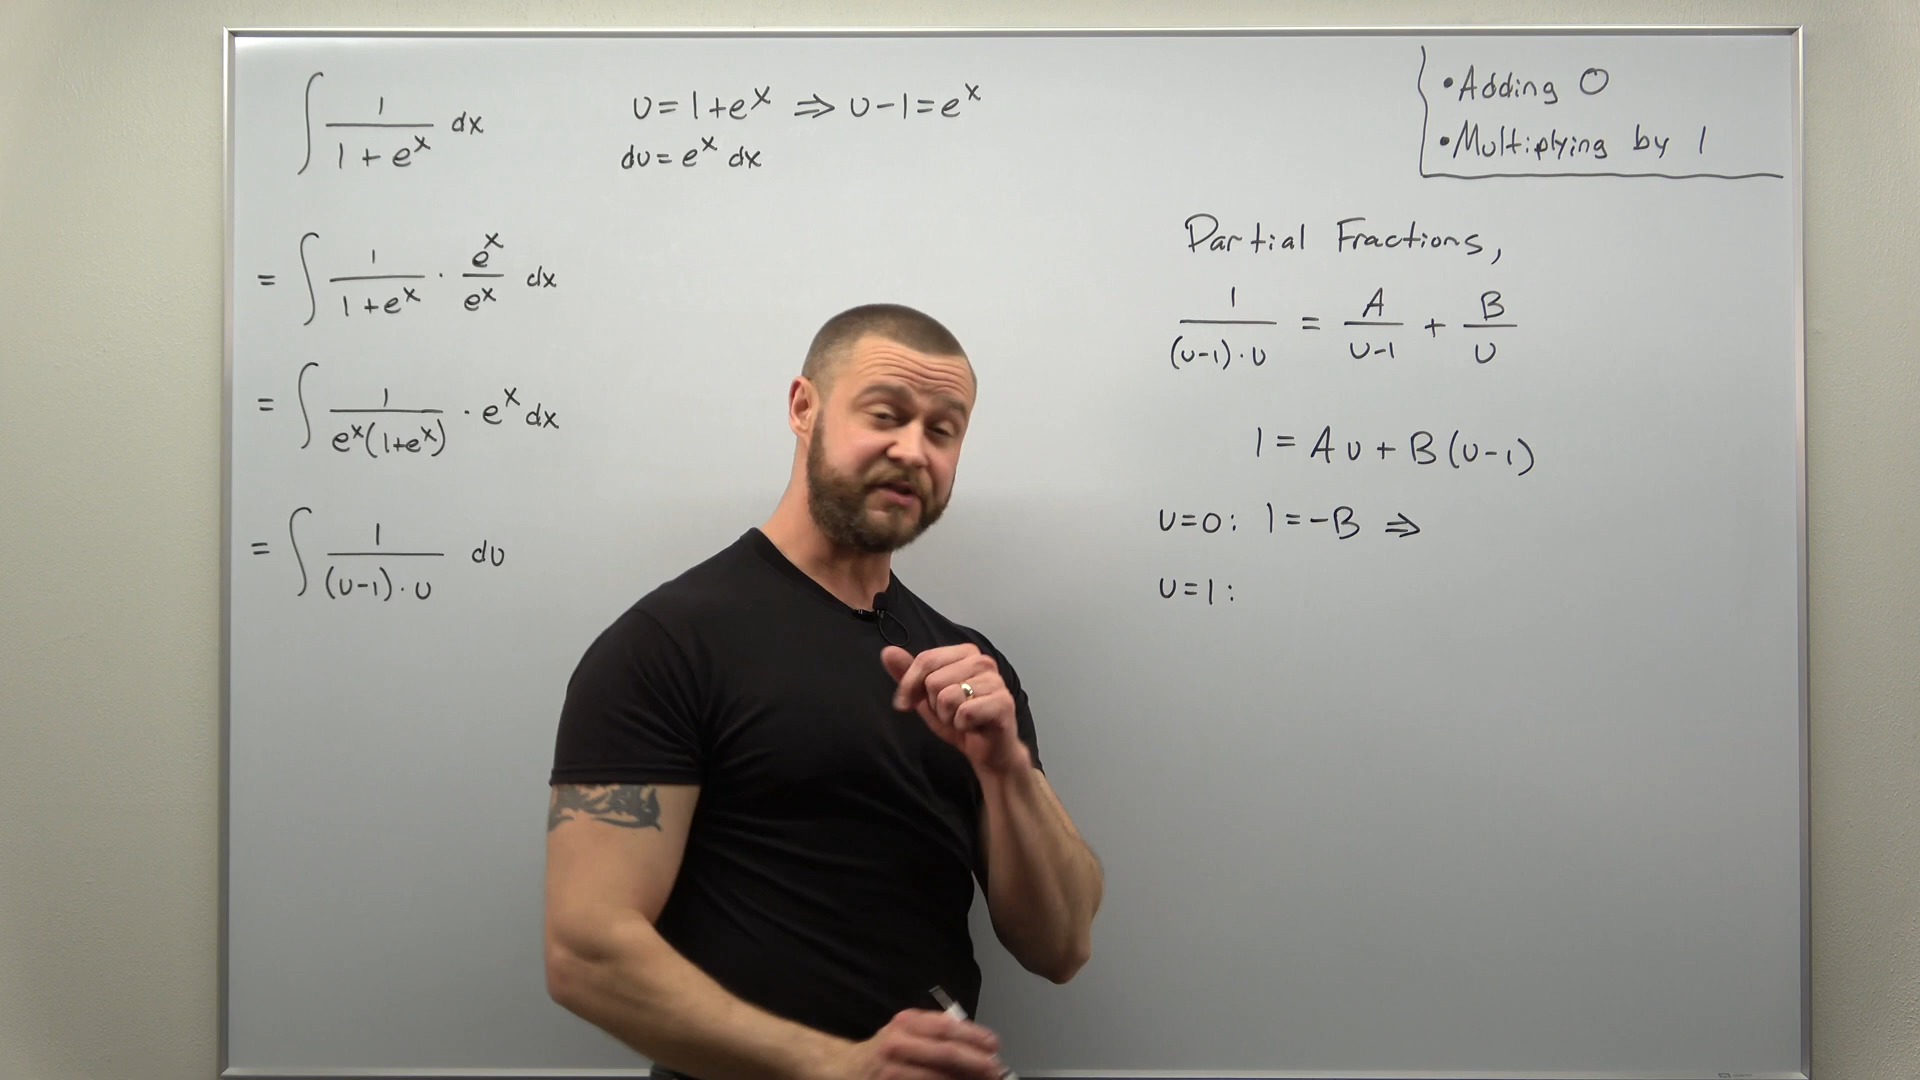 ∫ 1/(1 + e^x) dx
u = 1 + e^x ⇒ u - 1 = e^x
du = e^x dx
= ∫ 1/(1 + e^x) · e^x/e^x dx
= ∫ 1/(e^x(1+e^x)) · e^x dx
= ∫ 1/((u-1)·u) du
• Adding 0
• Multiplying by 1
Partial Fractions,
1/((u-1)·u) = A/(u-1) + B/u
1 = Au + B(u-1)
u=0: 1=-B ⇒
u=1: